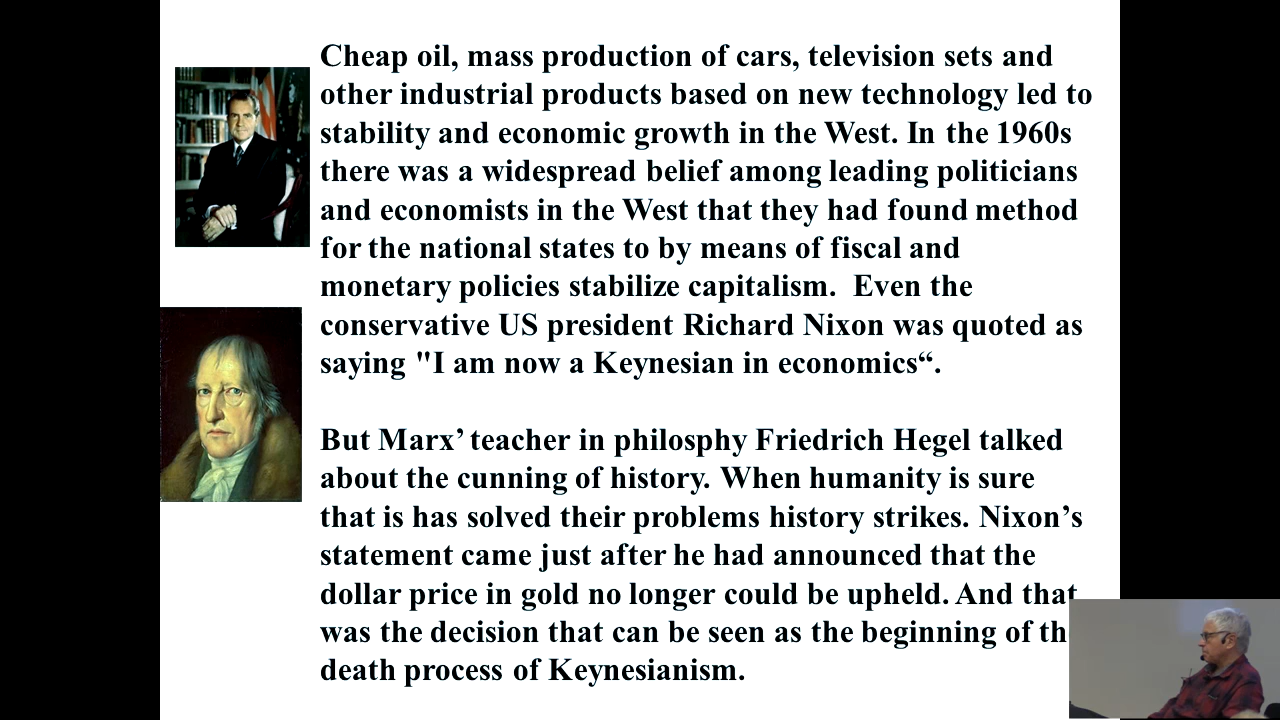 Cheap oil, mass production of cars, television sets and
other industrial products based on new technology led to
stability and economic growth in the West. In the 1960s
there was a widespread belief among leading politicians
and economists in the West that they had found method
for the national states to by means of fiscal and
monetary policies stabilize capitalism.  Even the
conservative US president Richard Nixon was quoted as
saying "I am now a Keynesian in economics“.
But Marx’ teacher in philosphy Friedrich Hegel talked
about the cunning of history. When humanity is sure
that is has solved their problems history strikes. Nixon’s
statement came just after he had announced that the
dollar price in gold no longer could be upheld. And that
was the decision that can be seen as the beginning of th
death process of Keynesianism.